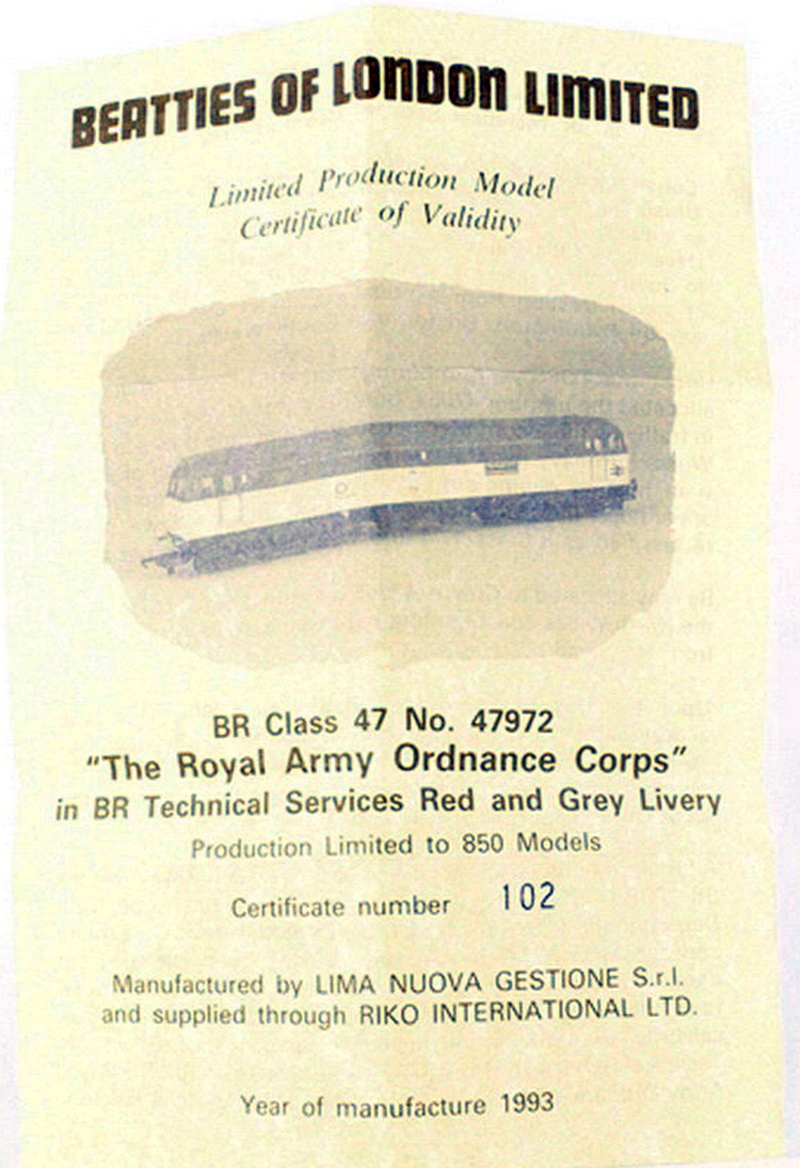 BEATTIES OF LONDON LIMITED
Limited Production Model
Certificate of Validity
BR Class 47 No. 47972
"The Royal Army Ordnance Corps"
in BR Technical Services Red and Grey Livery
Production Limited to 850 Models
Certificate number 102
Manufactured by LIMA NUOVA GESTIONE S.r.l.
and supplied through RIKO INTERNATIONAL LTD.
Year of manufacture 1993